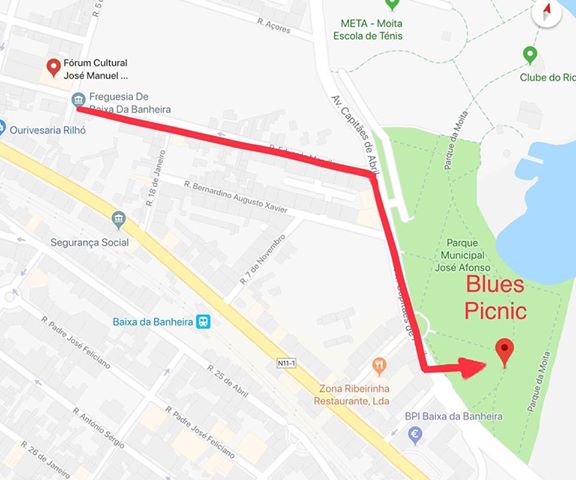 R. Açores
META - Moita
Escola de Ténis
Fórum Cultural
José Manuel ...
Clube do Rio
Freguesia De
Baixa Da Banheira
Av. Capitães de Abril
Ourivesaria Rilhó
Parque da Moita
R. 18 de Janeiro
R. Bernardino Augusto Xavier
Segurança Social
R. 7 de Novembro
Parque
Municipal
José Afonso
Blues
Picnic
Baixa da Banheira
N11-1
R. Padre José Feliciano
R. 25 de Abril
Zona Ribeirinha
Restaurante, Lda
Parque da Moita
BPI Baixa da Banheira
R. Padre José Feliciano
R. António Sergio
R. 26 de Janeiro